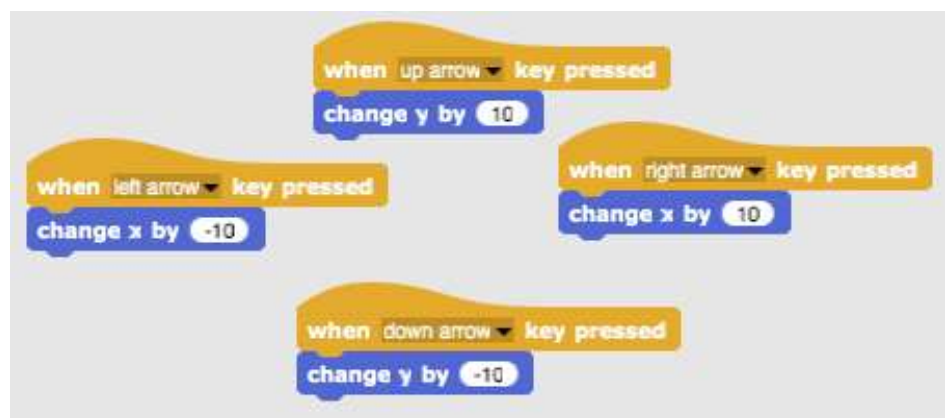 when up arrow key pressed
change y by 10
when left arrow key pressed
change x by -10
when right arrow key pressed
change x by 10
when down arrow key pressed
change y by -10